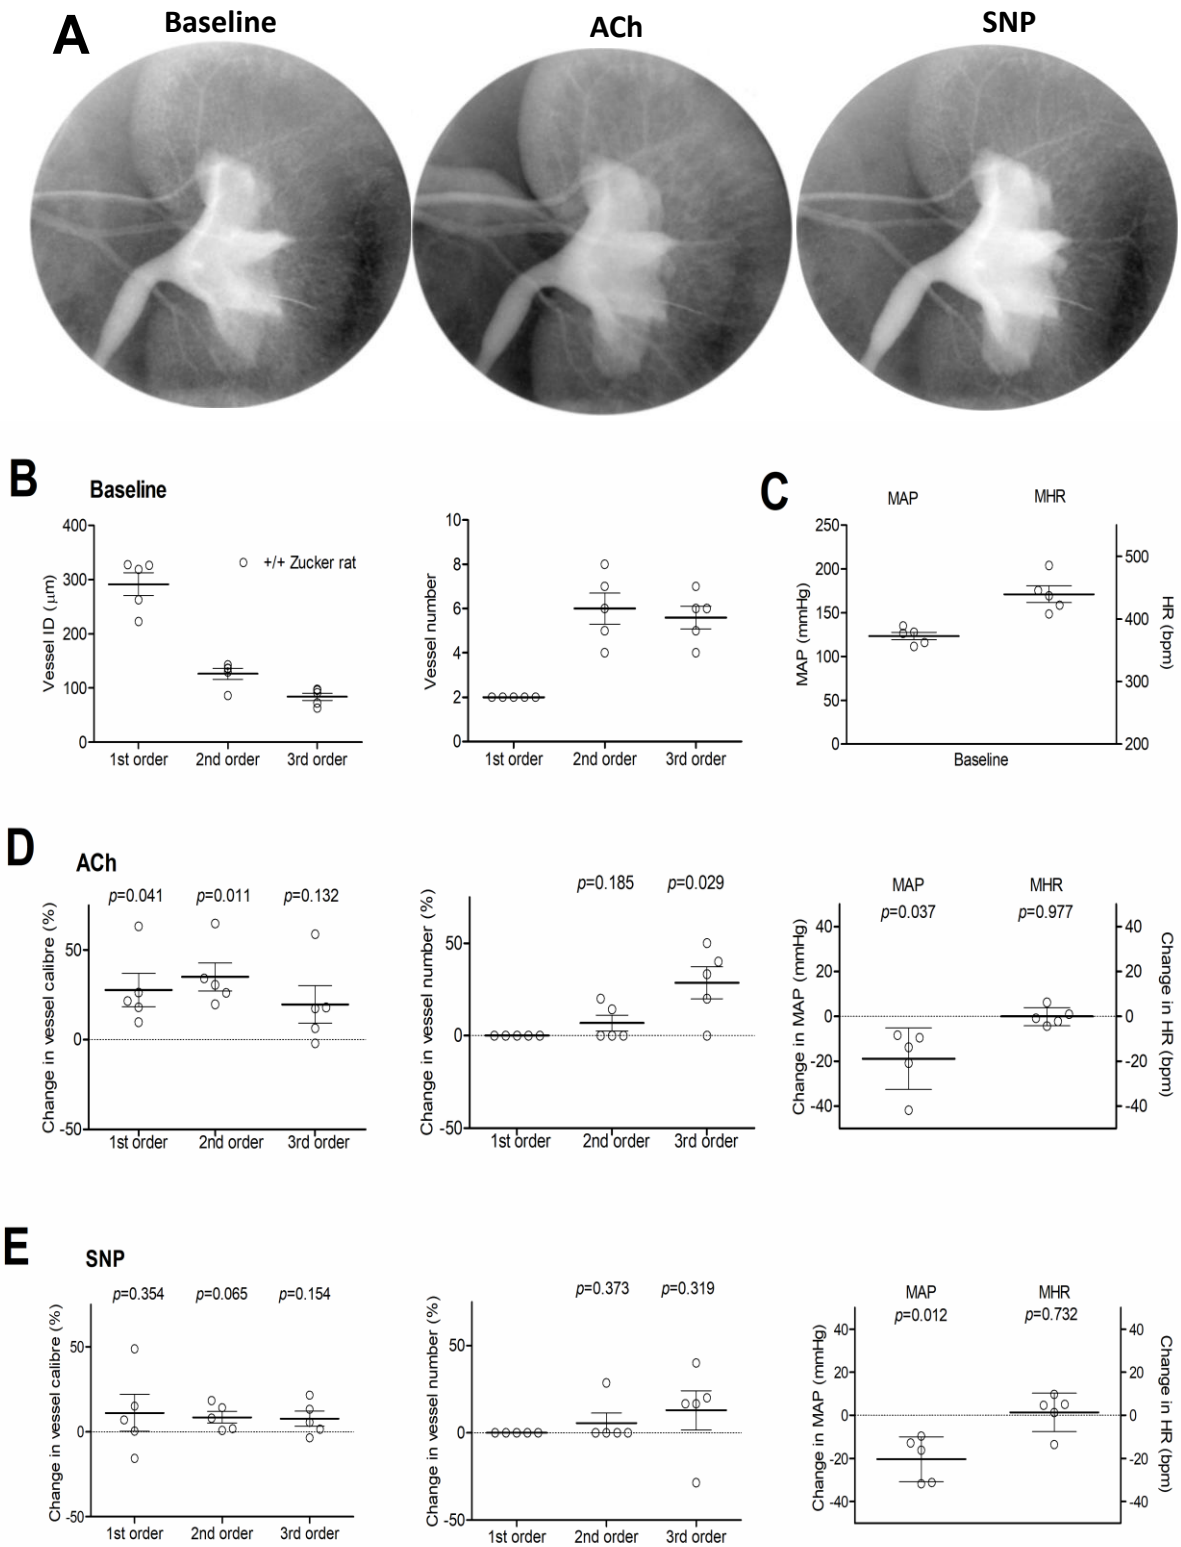 A
Baseline
ACh
SNP
B
Baseline
Vessel ID (μm)
400
300
200
100
0
+/+ Zucker rat
1st order
2nd order
3rd order
Vessel number
10
8
6
4
2
0
1st order
2nd order
3rd order
C
MAP
MHR
MAP (mmHg)
250
200
150
100
50
0
500
400
300
200
HR (bpm)
Baseline
D
ACh
p=0.041
p=0.011
p=0.132
Change in vessel calibre (%)
50
0
-50
1st order
2nd order
3rd order
p=0.185
p=0.029
Change in vessel number (%)
50
0
-50
1st order
2nd order
3rd order
MAP
MHR
p=0.037
p=0.977
Change in MAP (mmHg)
40
20
0
-20
-40
40
20
0
-20
-40
Change in HR (bpm)
E
SNP
p=0.354
p=0.065
p=0.154
Change in vessel calibre (%)
50
0
-50
1st order
2nd order
3rd order
p=0.373
p=0.319
Change in vessel number (%)
50
0
-50
1st order
2nd order
3rd order
MAP
MHR
p=0.012
p=0.732
Change in MAP (mmHg)
40
20
0
-20
-40
40
20
0
-20
-40
Change in HR (bpm)